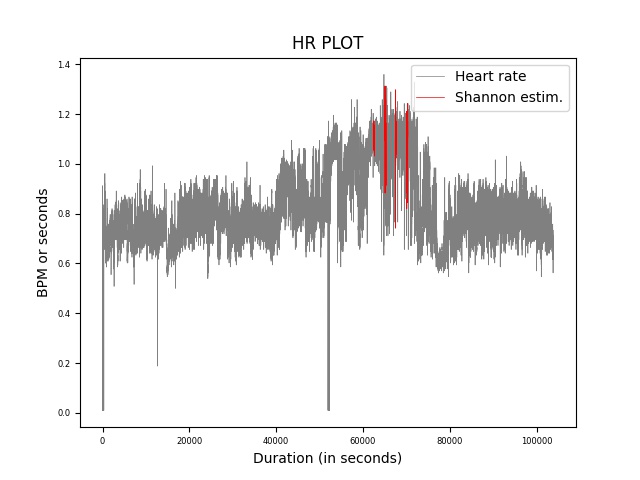 HR PLOT
Heart rate
Shannon estim.
BPM or seconds
1.4
1.2
1.0
0.8
0.6
0.4
0.2
0.0
0 20000 40000 60000 80000 100000
Duration (in seconds)